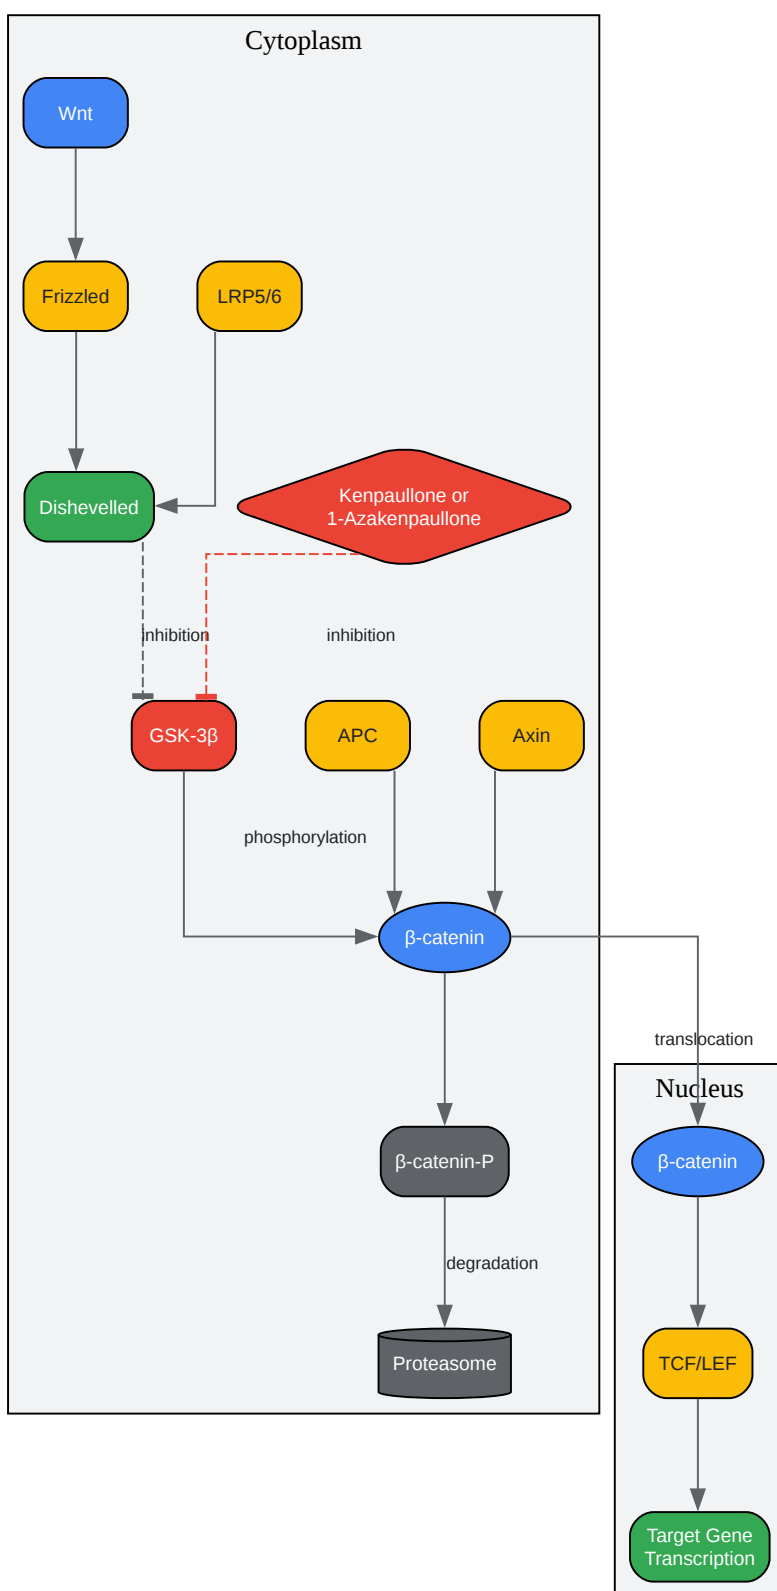 Cytoplasm
Wnt
Frizzled
LRP5/6
Dishevelled
Kenpaullone or
1-Azakenpaullone
inhibition
inhibition
GSK-3β
APC
Axin
phosphorylation
β-catenin
translocation
Nucleus
β-catenin-P
β-catenin
degradation
Proteasome
TCF/LEF
Target Gene
Transcription